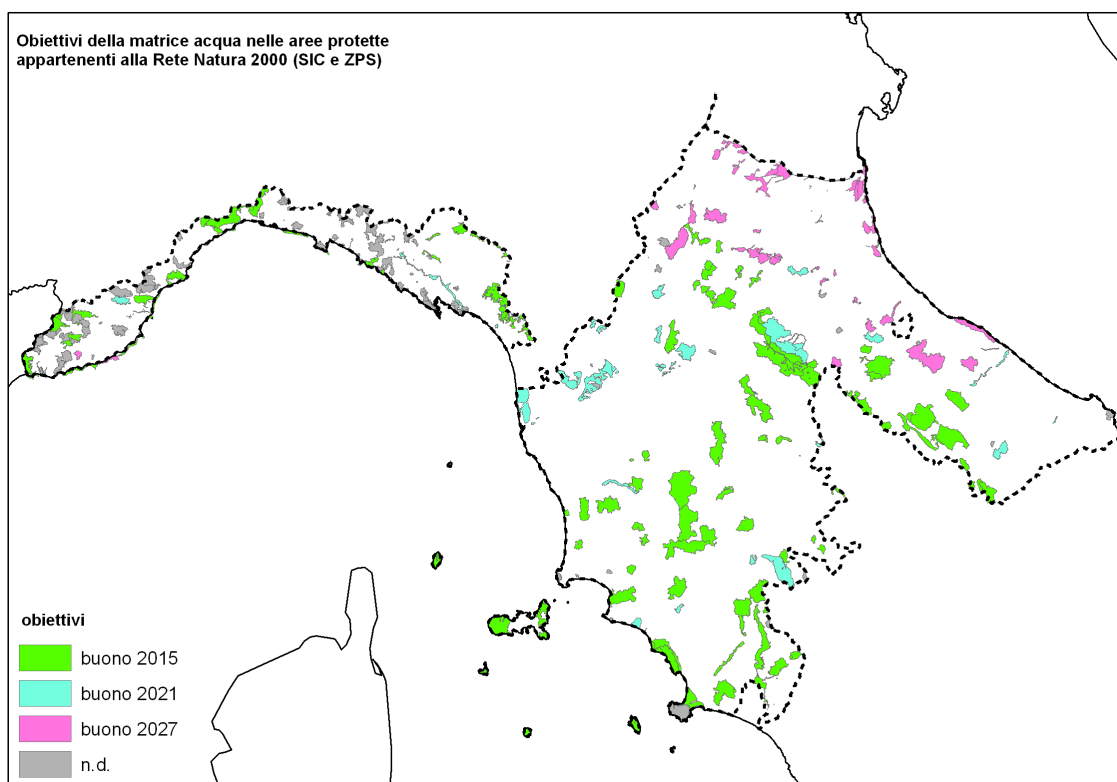 Obiettivi della matrice acqua nelle aree protette
appartenenti alla Rete Natura 2000 (SIC e ZPS)
obiettivi
buono 2015
buono 2021
buono 2027
n.d.